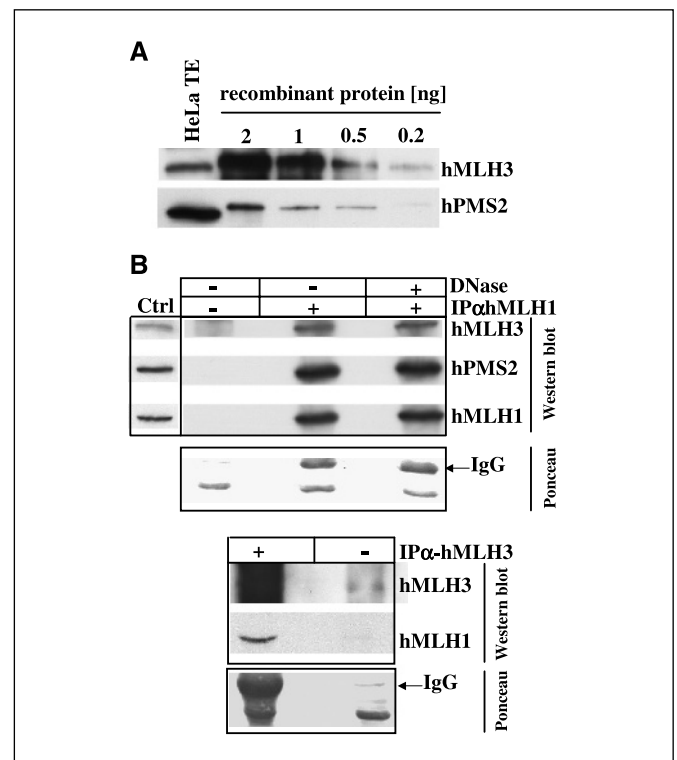 A
HeLa TE
recombinant protein [ng]
2 1 0.5 0.2
hMLH3
hPMS2
B
- - + DNase
Ctrl - + + IPαhMLH1
hMLH3
hPMS2
hMLH1
Western blot
IgG
Ponceau
+ - IPα-hMLH3
hMLH3
hMLH1
Western blot
IgG
Ponceau